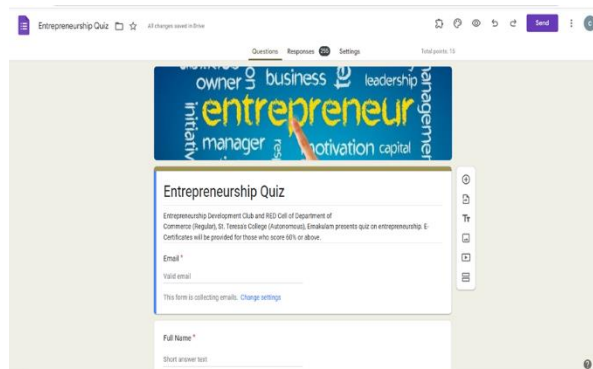 Entrepreneurship Quiz
All changes saved in Drive
Send
Questions Responses 255 Settings
Total points: 15
owner on business leadership
management
initiativ
entrepreneur
manager res motivation capital
Entrepreneurship Quiz
Entrepreneurship Development Club and RED Cell of Department of
Commerce (Regular), St. Teresa's College (Autonomous), Ernakulam presents quiz on entrepreneurship. E-
Certificates will be provided for those who score 60% or above.
Email *
Valid email
This form is collecting emails. Change settings
Full Name *
Short answer text